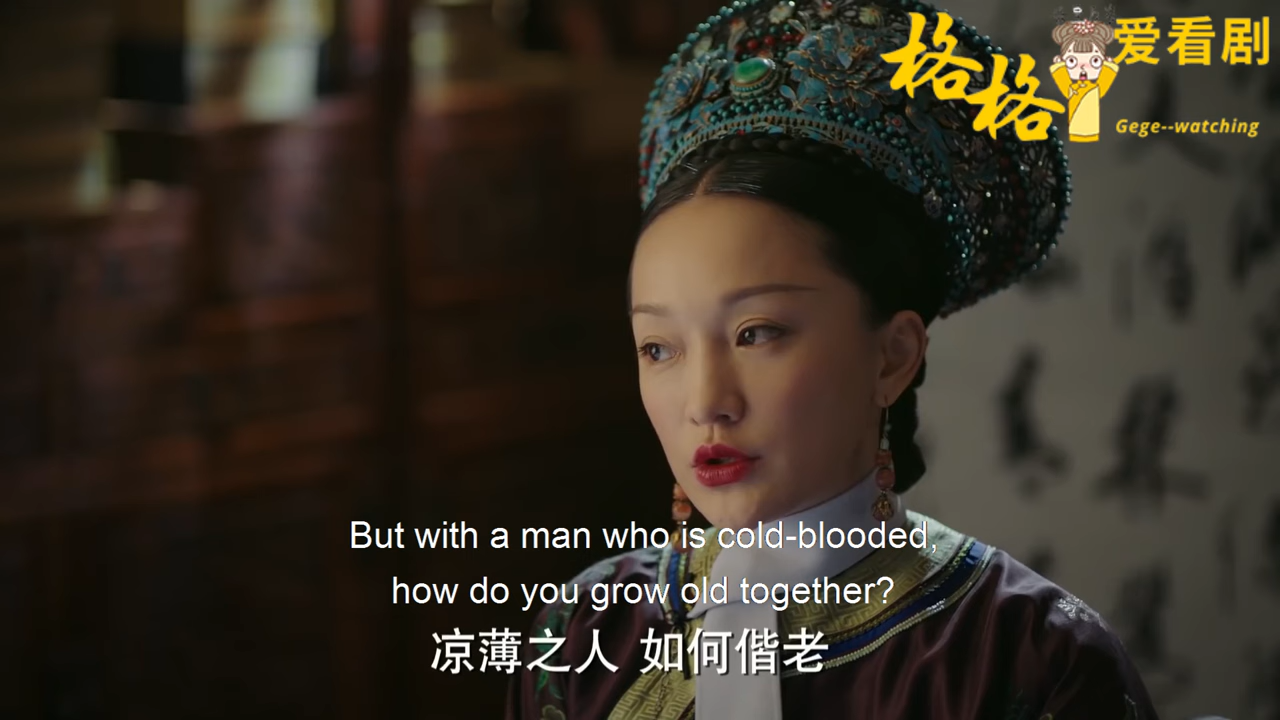 格格
爱看剧
Gege--watching
But with a man who is cold-blooded,
how do you grow old together?
凉薄之人 如何偕老